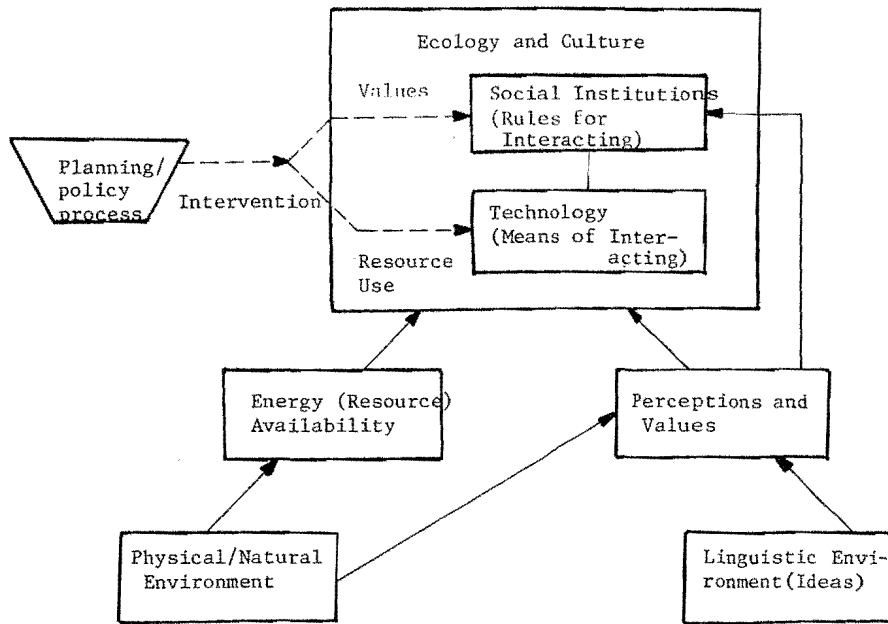 Ecology and Culture
Values
Social Institutions
(Rules for
Interacting)
Planning/
policy
process
Intervention
Technology
(Means of Inter-
acting)
Resource
Use
Energy (Resource)
Availability
Perceptions and
Values
Physical/Natural
Environment
Linguistic Envi-
ronment(Ideas)